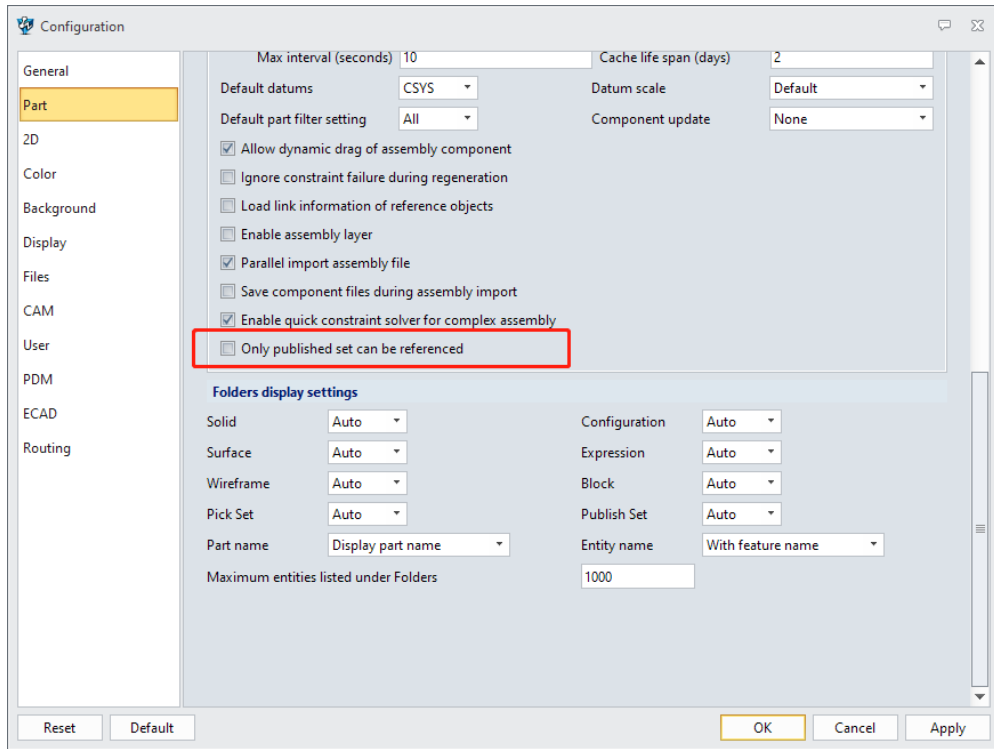 Configuration
General
Part
2D
Color
Background
Display
Files
CAM
User
PDM
ECAD
Routing
Max interval (seconds) 10 Cache life span (days) 2
Default datums CSYS Datum scale Default
Default part filter setting All Component update None
Allow dynamic drag of assembly component
Ignore constraint failure during regeneration
Load link information of reference objects
Enable assembly layer
Parallel import assembly file
Save component files during assembly import
Enable quick constraint solver for complex assembly
Only published set can be referenced
Folders display settings
Solid Auto Configuration Auto
Surface Auto Expression Auto
Wireframe Auto Block Auto
Pick Set Auto Publish Set Auto
Part name Display part name Entity name With feature name
Maximum entities listed under Folders 1000
Reset Default OK Cancel Apply